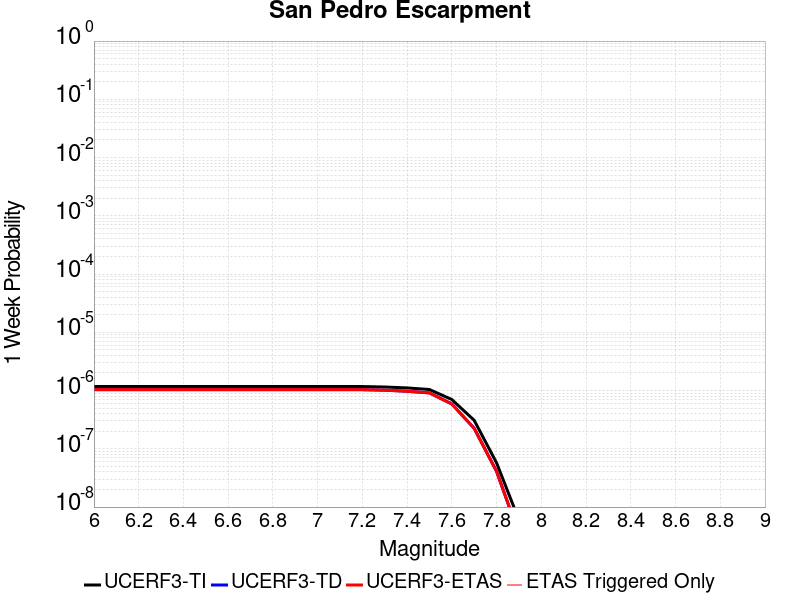 San Pedro Escarpment
10^0
10^-1
10^-2
10^-3
10^-4
10^-5
10^-6
10^-7
10^-8
1 Week Probability
6 6.2 6.4 6.6 6.8 7 7.2 7.4 7.6 7.8 8 8.2 8.4 8.6 8.8 9
Magnitude
UCERF3-TI UCERF3-TD UCERF3-ETAS ETAS Triggered Only